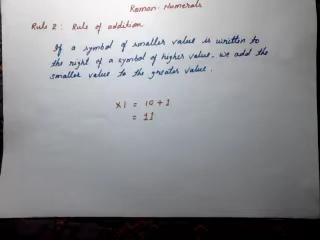 Roman Numerals
Rule 2: Rule of addition
If a symbol of smaller value is written to
the right of a symbol of higher value, we add the
smaller value to the greater value.
XI = 10 + 1
= 11